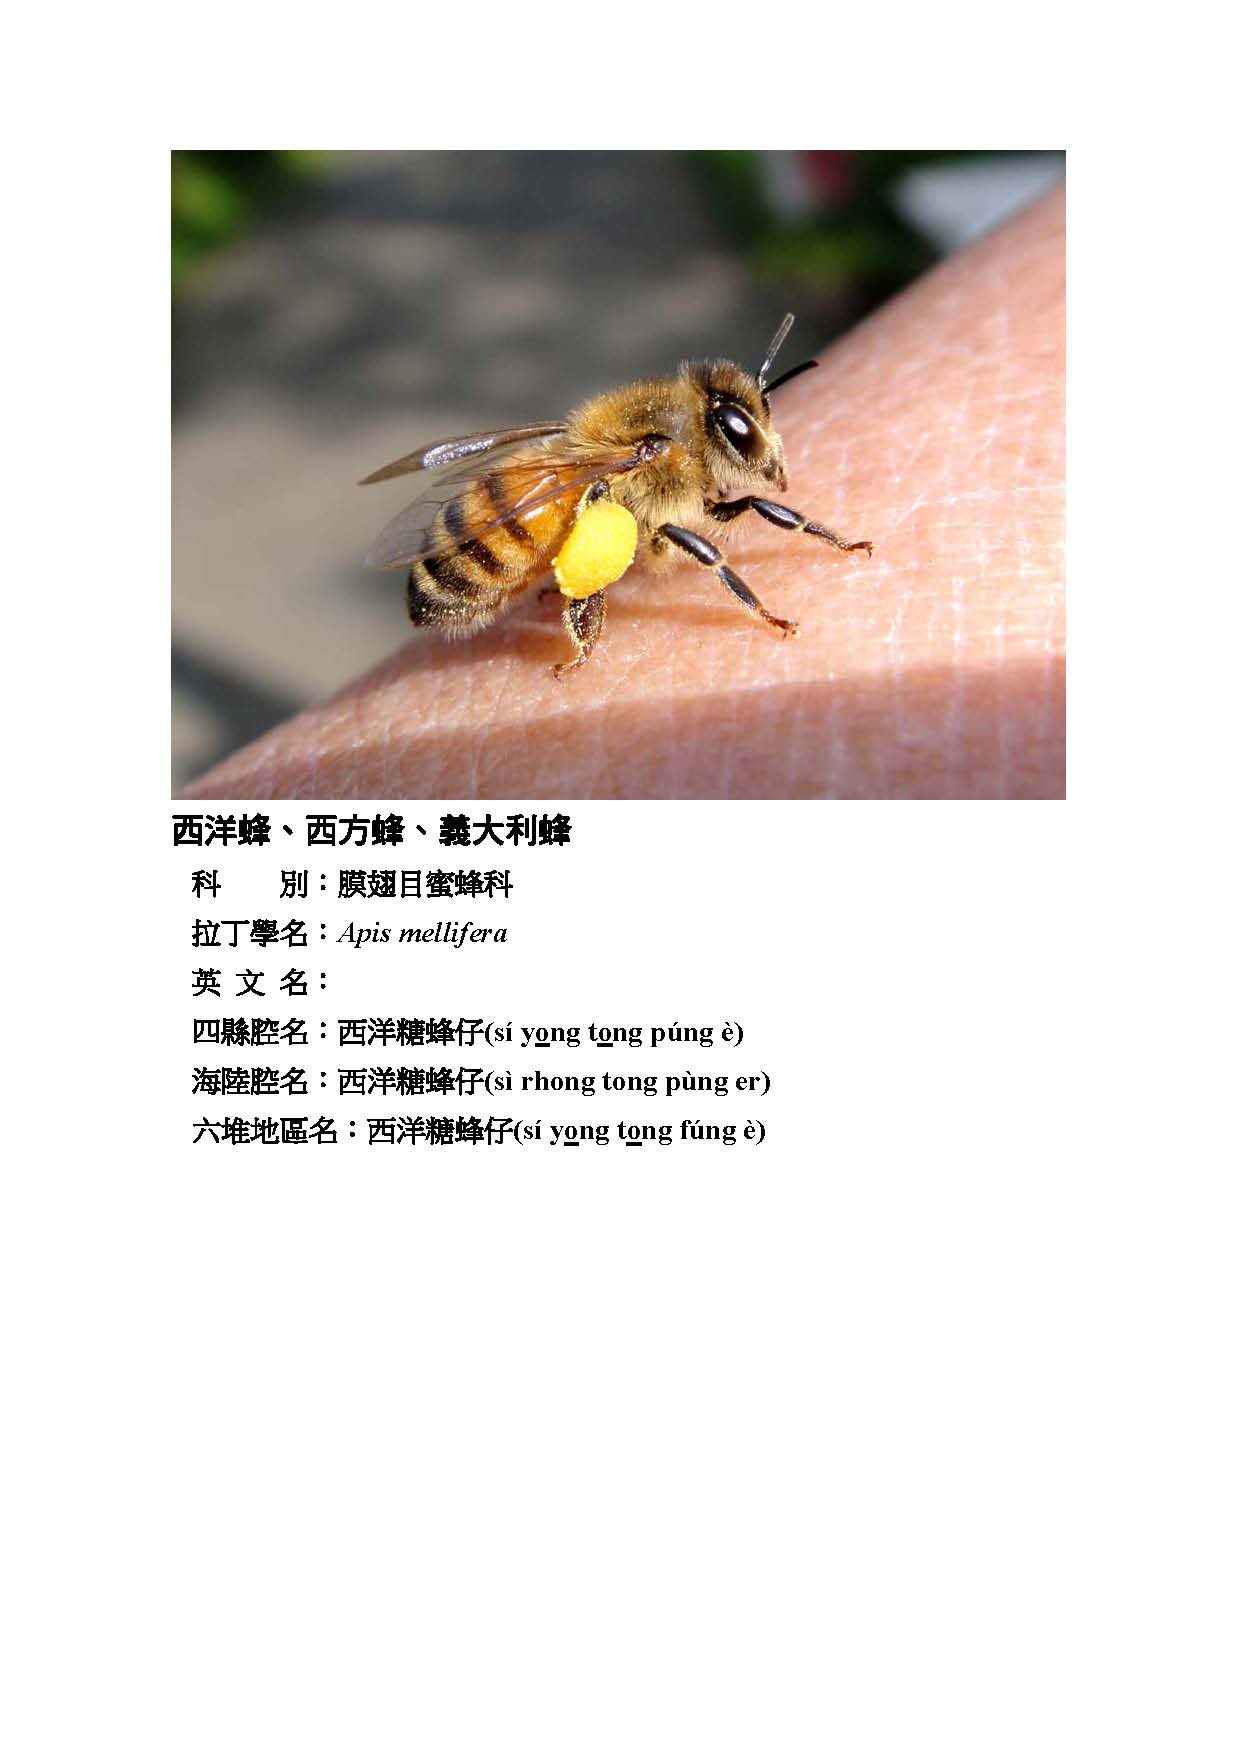 西洋蜂、西方蜂、義大利蜂
科　　別：膜翅目蜜蜂科
拉丁學名：Apis mellifera
英 文 名：
四縣腔名：西洋糖蜂仔(sí yo̲ng to̲ng púng è)
海陸腔名：西洋糖蜂仔(sì rhong tong pùng er)
六堆地區名：西洋糖蜂仔(sí yo̲ng to̲ng fúng è)